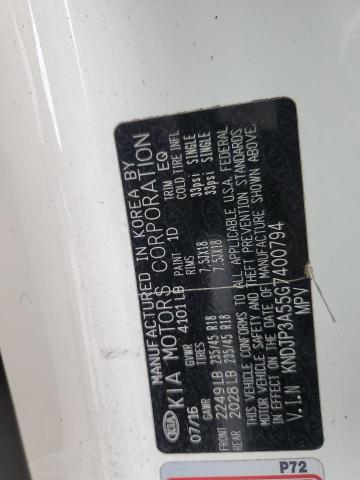 MANUFACTURED IN KOREA BY
KIA KIA MOTORS CORPORATION
07/16 GVWR 4101LB PAINT 1D TRIM EQ
GAWR TIRES RIMS COLD TIRE INFL
FRONT 2249LB 235/45 R18 7.5JX18 33psi SINGLE
REAR 2028LB 235/45 R18 7.5JX18 33psi SINGLE
THIS VEHICLE CONFORMS TO ALL APPLICABLE U.S.A. FEDERAL
MOTOR VEHICLE SAFETY AND THEFT PREVENTION STANDARDS
IN EFFECT ON THE DATE OF MANUFACTURE SHOWN ABOVE.
V.I.N KNDJP3A55G7400794
MPV
P72